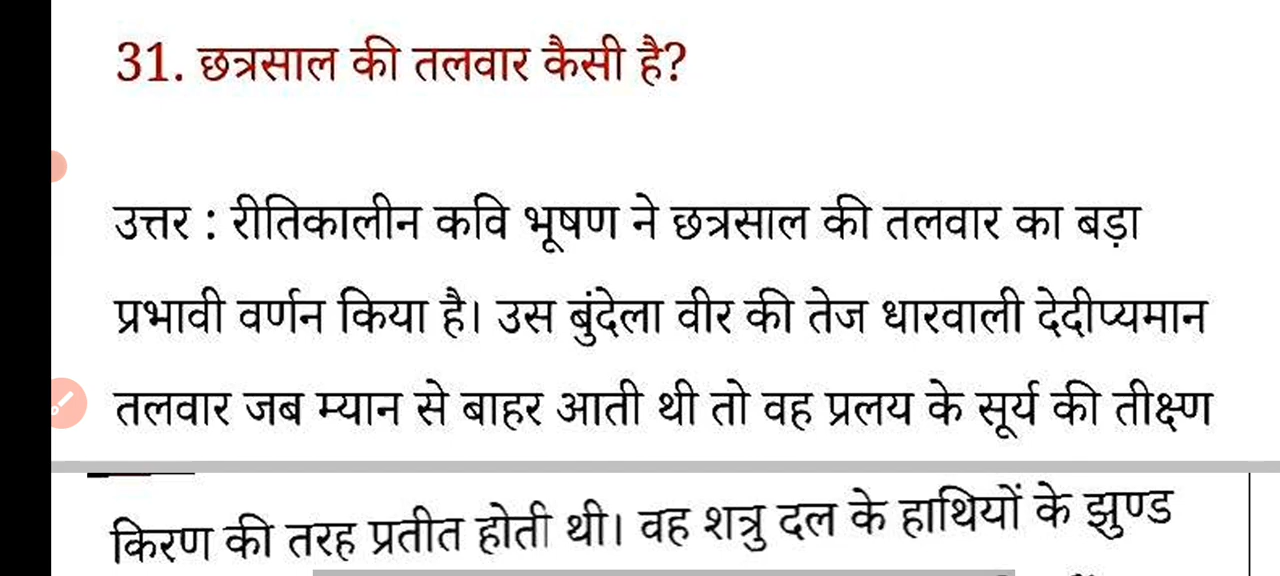 31. छत्रसाल की तलवार कैसी है?
उत्तर : रीतिकालीन कवि भूषण ने छत्रसाल की तलवार का बड़ा
प्रभावी वर्णन किया है। उस बुंदेला वीर की तेज धारवाली देदीप्यमान
तलवार जब म्यान से बाहर आती थी तो वह प्रलय के सूर्य की तीक्ष्ण
किरण की तरह प्रतीत होती थी। वह शत्रु दल के हाथियों के झुण्ड